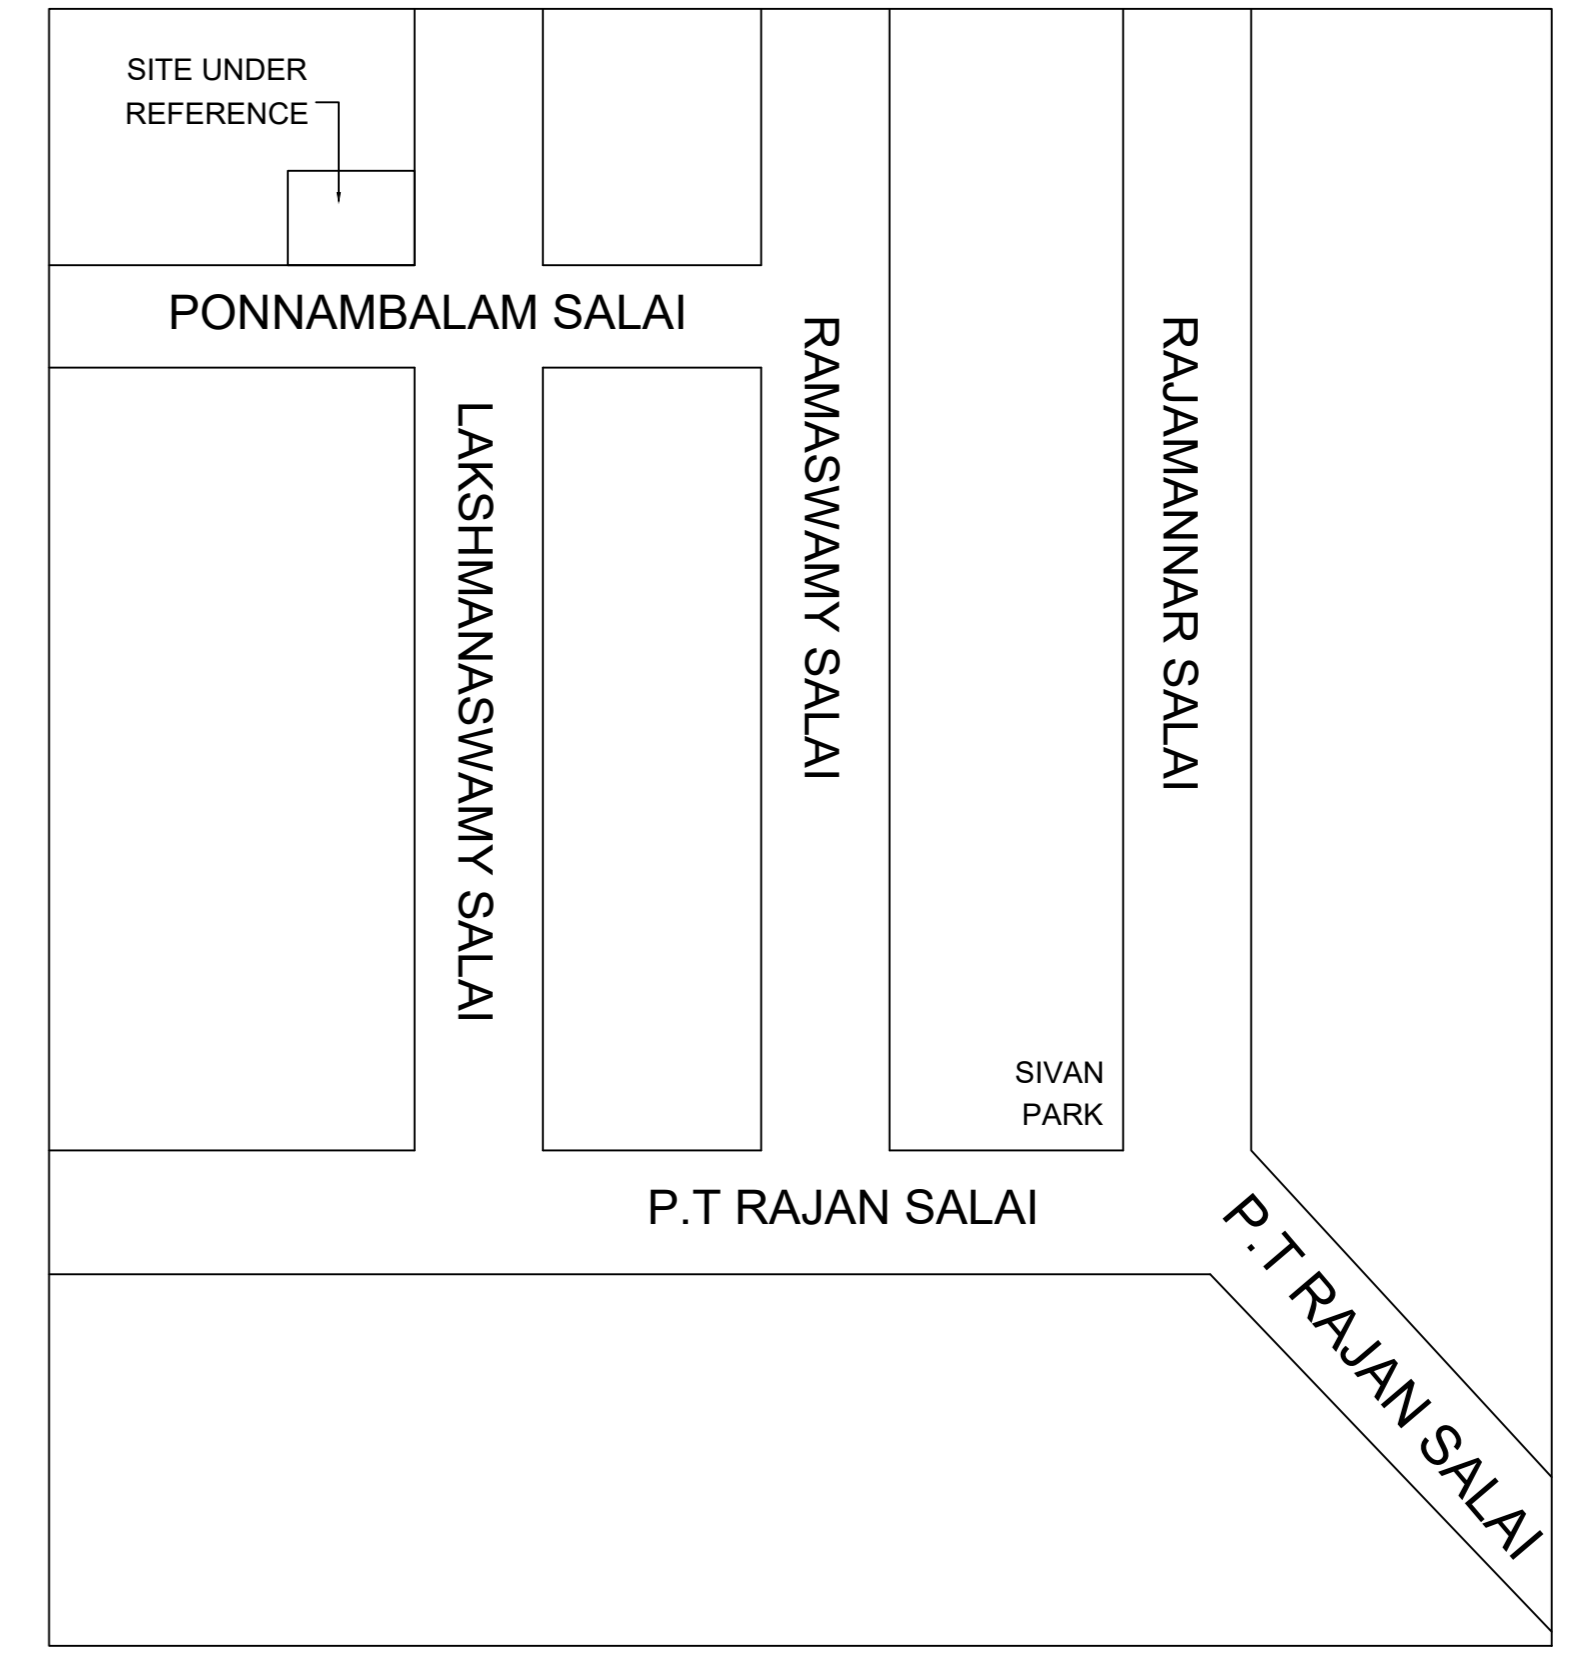 SITE UNDER
REFERENCE
PONNAMBALAM SALAI
LAKSHMANASWAMY SALAI
RAMASWAMY SALAI
RAJAMANNAR SALAI
SIVAN
PARK
P.T RAJAN SALAI
P.T RAJAN SALAI